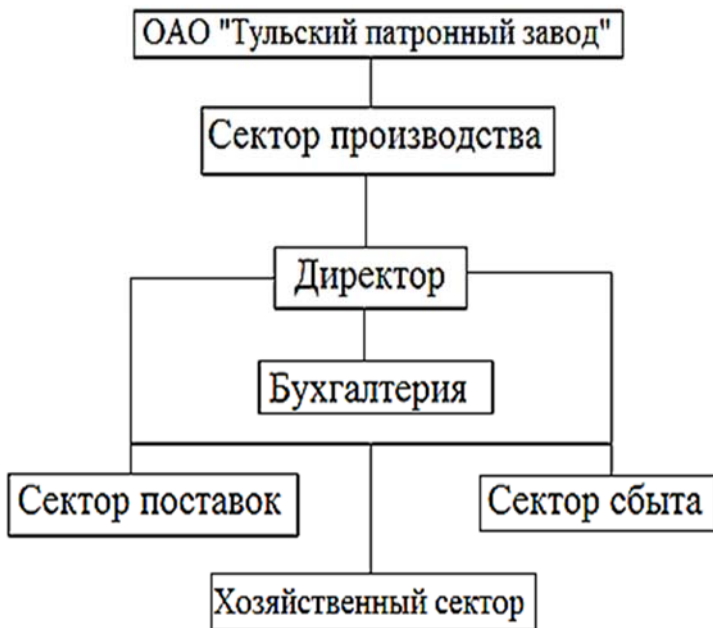 ОАО "Тульский патронный завод"
Сектор производства
Директор
Бухгалтерия
Сектор поставок
Сектор сбыта
Хозяйственный сектор